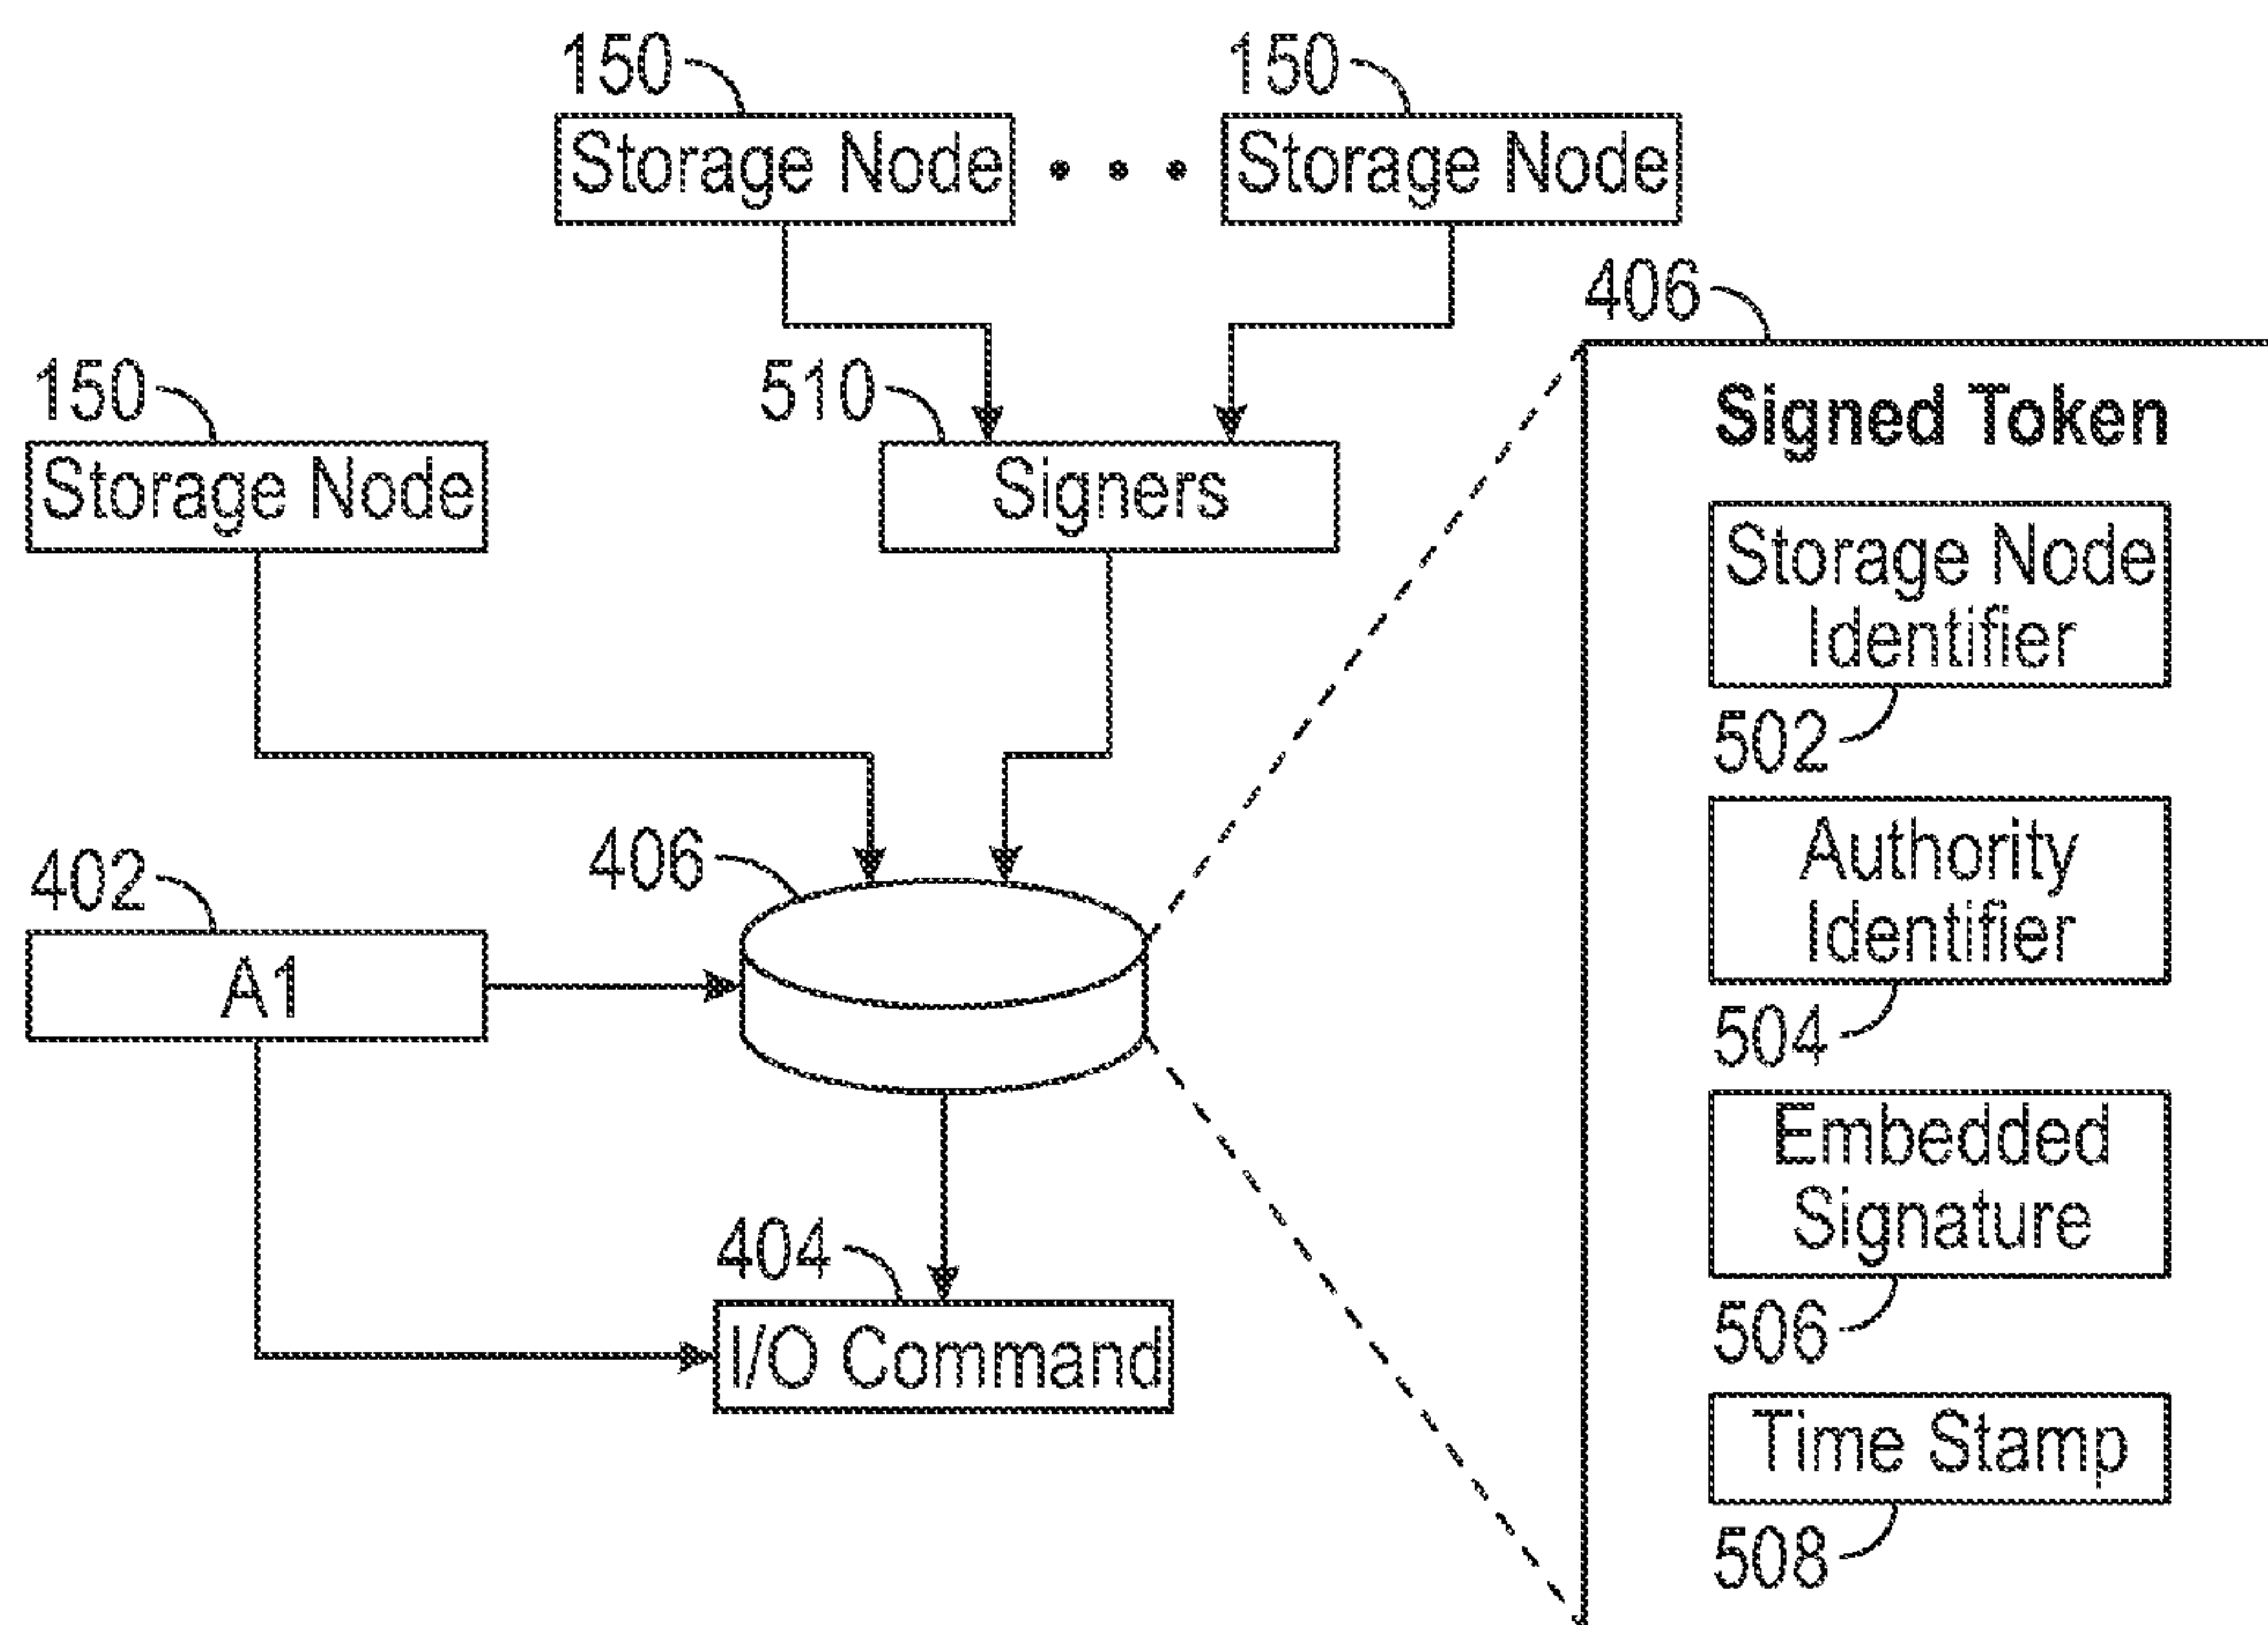 150
150
Storage Node
Storage Node
406
150
510
Signed Token
Storage Node
Signers
Storage Node
Identifier
502
402
406
Authority
Identifier
A1
504
Embedded
Signature
404
506
I/O Command
Time Stamp
508